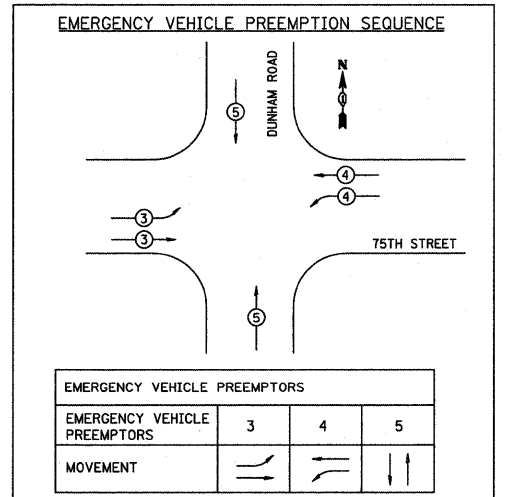 EMERGENCY VEHICLE PREEMPTION SEQUENCE
DUNHAM ROAD
N
1
5
4
4
3
3
75TH STREET
5
EMERGENCY VEHICLE PREEMPTORS
EMERGENCY VEHICLE PREEMPTORS 3 4 5
MOVEMENT